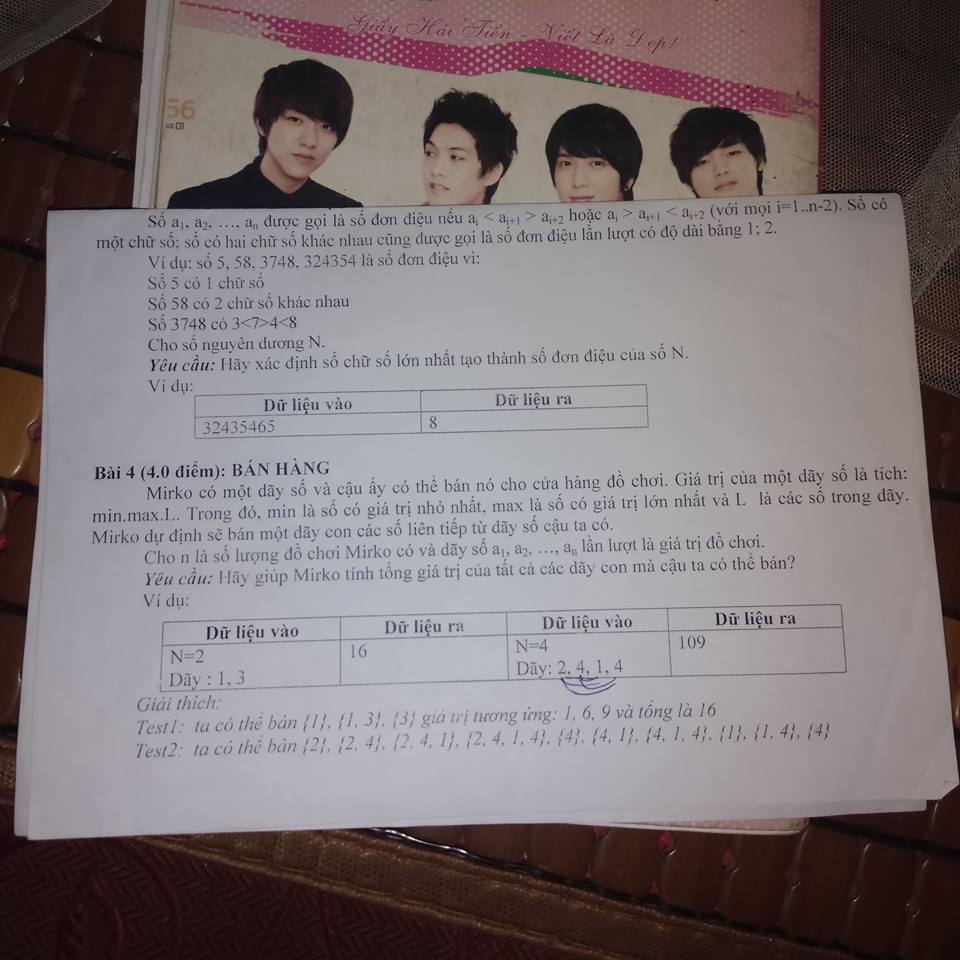 Giấy Hải Tiến - Viết Là Đẹp!
56
us
Số a₁, a₂, …, aₙ được gọi là số đơn điệu nếu aᵢ < aᵢ₊₁ > aᵢ₊₂ hoặc aᵢ > aᵢ₊₁ < aᵢ₊₂ (với mọi i=1..n-2). Số có
một chữ số; số có hai chữ số khác nhau cũng được gọi là số đơn điệu lần lượt có độ dài bằng 1; 2.
Ví dụ: số 5, 58, 3748, 324354 là số đơn điệu vì:
Số 5 có 1 chữ số
Số 58 có 2 chữ số khác nhau
Số 3748 có 3<7>4<8
Cho số nguyên dương N.
Yêu cầu: Hãy xác định số chữ số lớn nhất tạo thành số đơn điệu của số N.
Ví dụ:
Dữ liệu vào Dữ liệu ra
32435465 8
Bài 4 (4.0 điểm): BÁN HÀNG
Mirko có một dãy số và cậu ấy có thể bán nó cho cửa hàng đồ chơi. Giá trị của một dãy số là tích:
min.max.L. Trong đó, min là số có giá trị nhỏ nhất, max là số có giá trị lớn nhất và L là các số trong dãy.
Mirko dự định sẽ bán một dãy con các số liên tiếp từ dãy số cậu ta có.
Cho n là số lượng đồ chơi Mirko có và dãy số a₁, a₂, …, aₙ lần lượt là giá trị đồ chơi.
Yêu cầu: Hãy giúp Mirko tính tổng giá trị của tất cả các dãy con mà cậu ta có thể bán?
Ví dụ:
Dữ liệu vào Dữ liệu ra Dữ liệu vào Dữ liệu ra
N=2 16 N=4 109
Dãy : 1, 3 Dãy: 2, 4, 1, 4
Giải thích:
Test1: ta có thể bán {1}, {1, 3}, {3} giá trị tương ứng: 1, 6, 9 và tổng là 16
Test2: ta có thể bán {2}, {2, 4}, {2, 4, 1}, {2, 4, 1, 4}, {4}, {4, 1}, {4, 1, 4}, {1}, {1, 4}, {4}